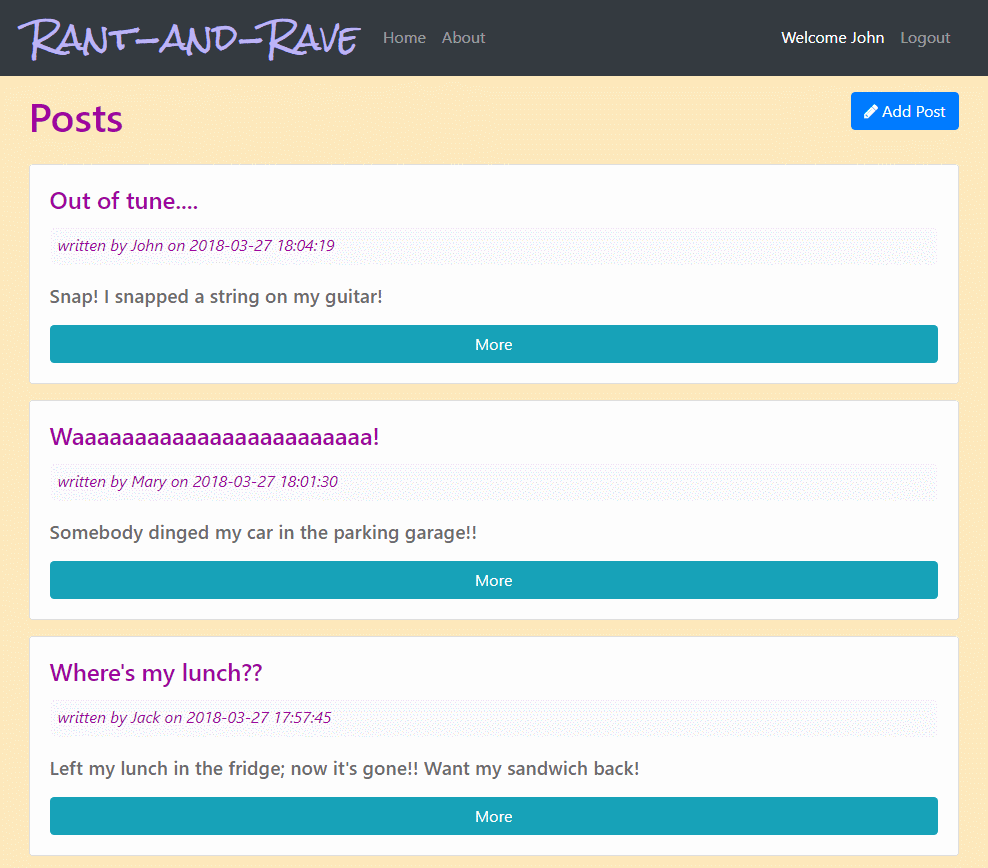 Rant-and-Rave Home About Welcome John Logout
Posts Add Post
Out of tune....
written by John on 2018-03-27 18:04:19
Snap! I snapped a string on my guitar!
More
Waaaaaaaaaaaaaaaaaaaaaaaa!
written by Mary on 2018-03-27 18:01:30
Somebody dinged my car in the parking garage!!
More
Where's my lunch??
written by Jack on 2018-03-27 17:57:45
Left my lunch in the fridge; now it's gone!! Want my sandwich back!
More